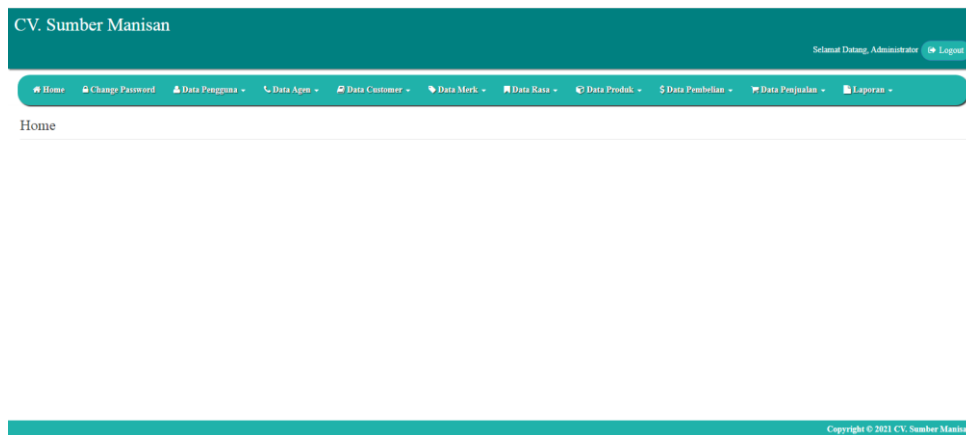 CV. Sumber Manisan
Selamat Datang, Administrator Logout
Home Change Password Data Pengguna Data Agen Data Customer Data Merk Data Rasa Data Produk Data Pembelian Data Penjualan Laporan
Home
Copyright © 2021 CV. Sumber Manisa